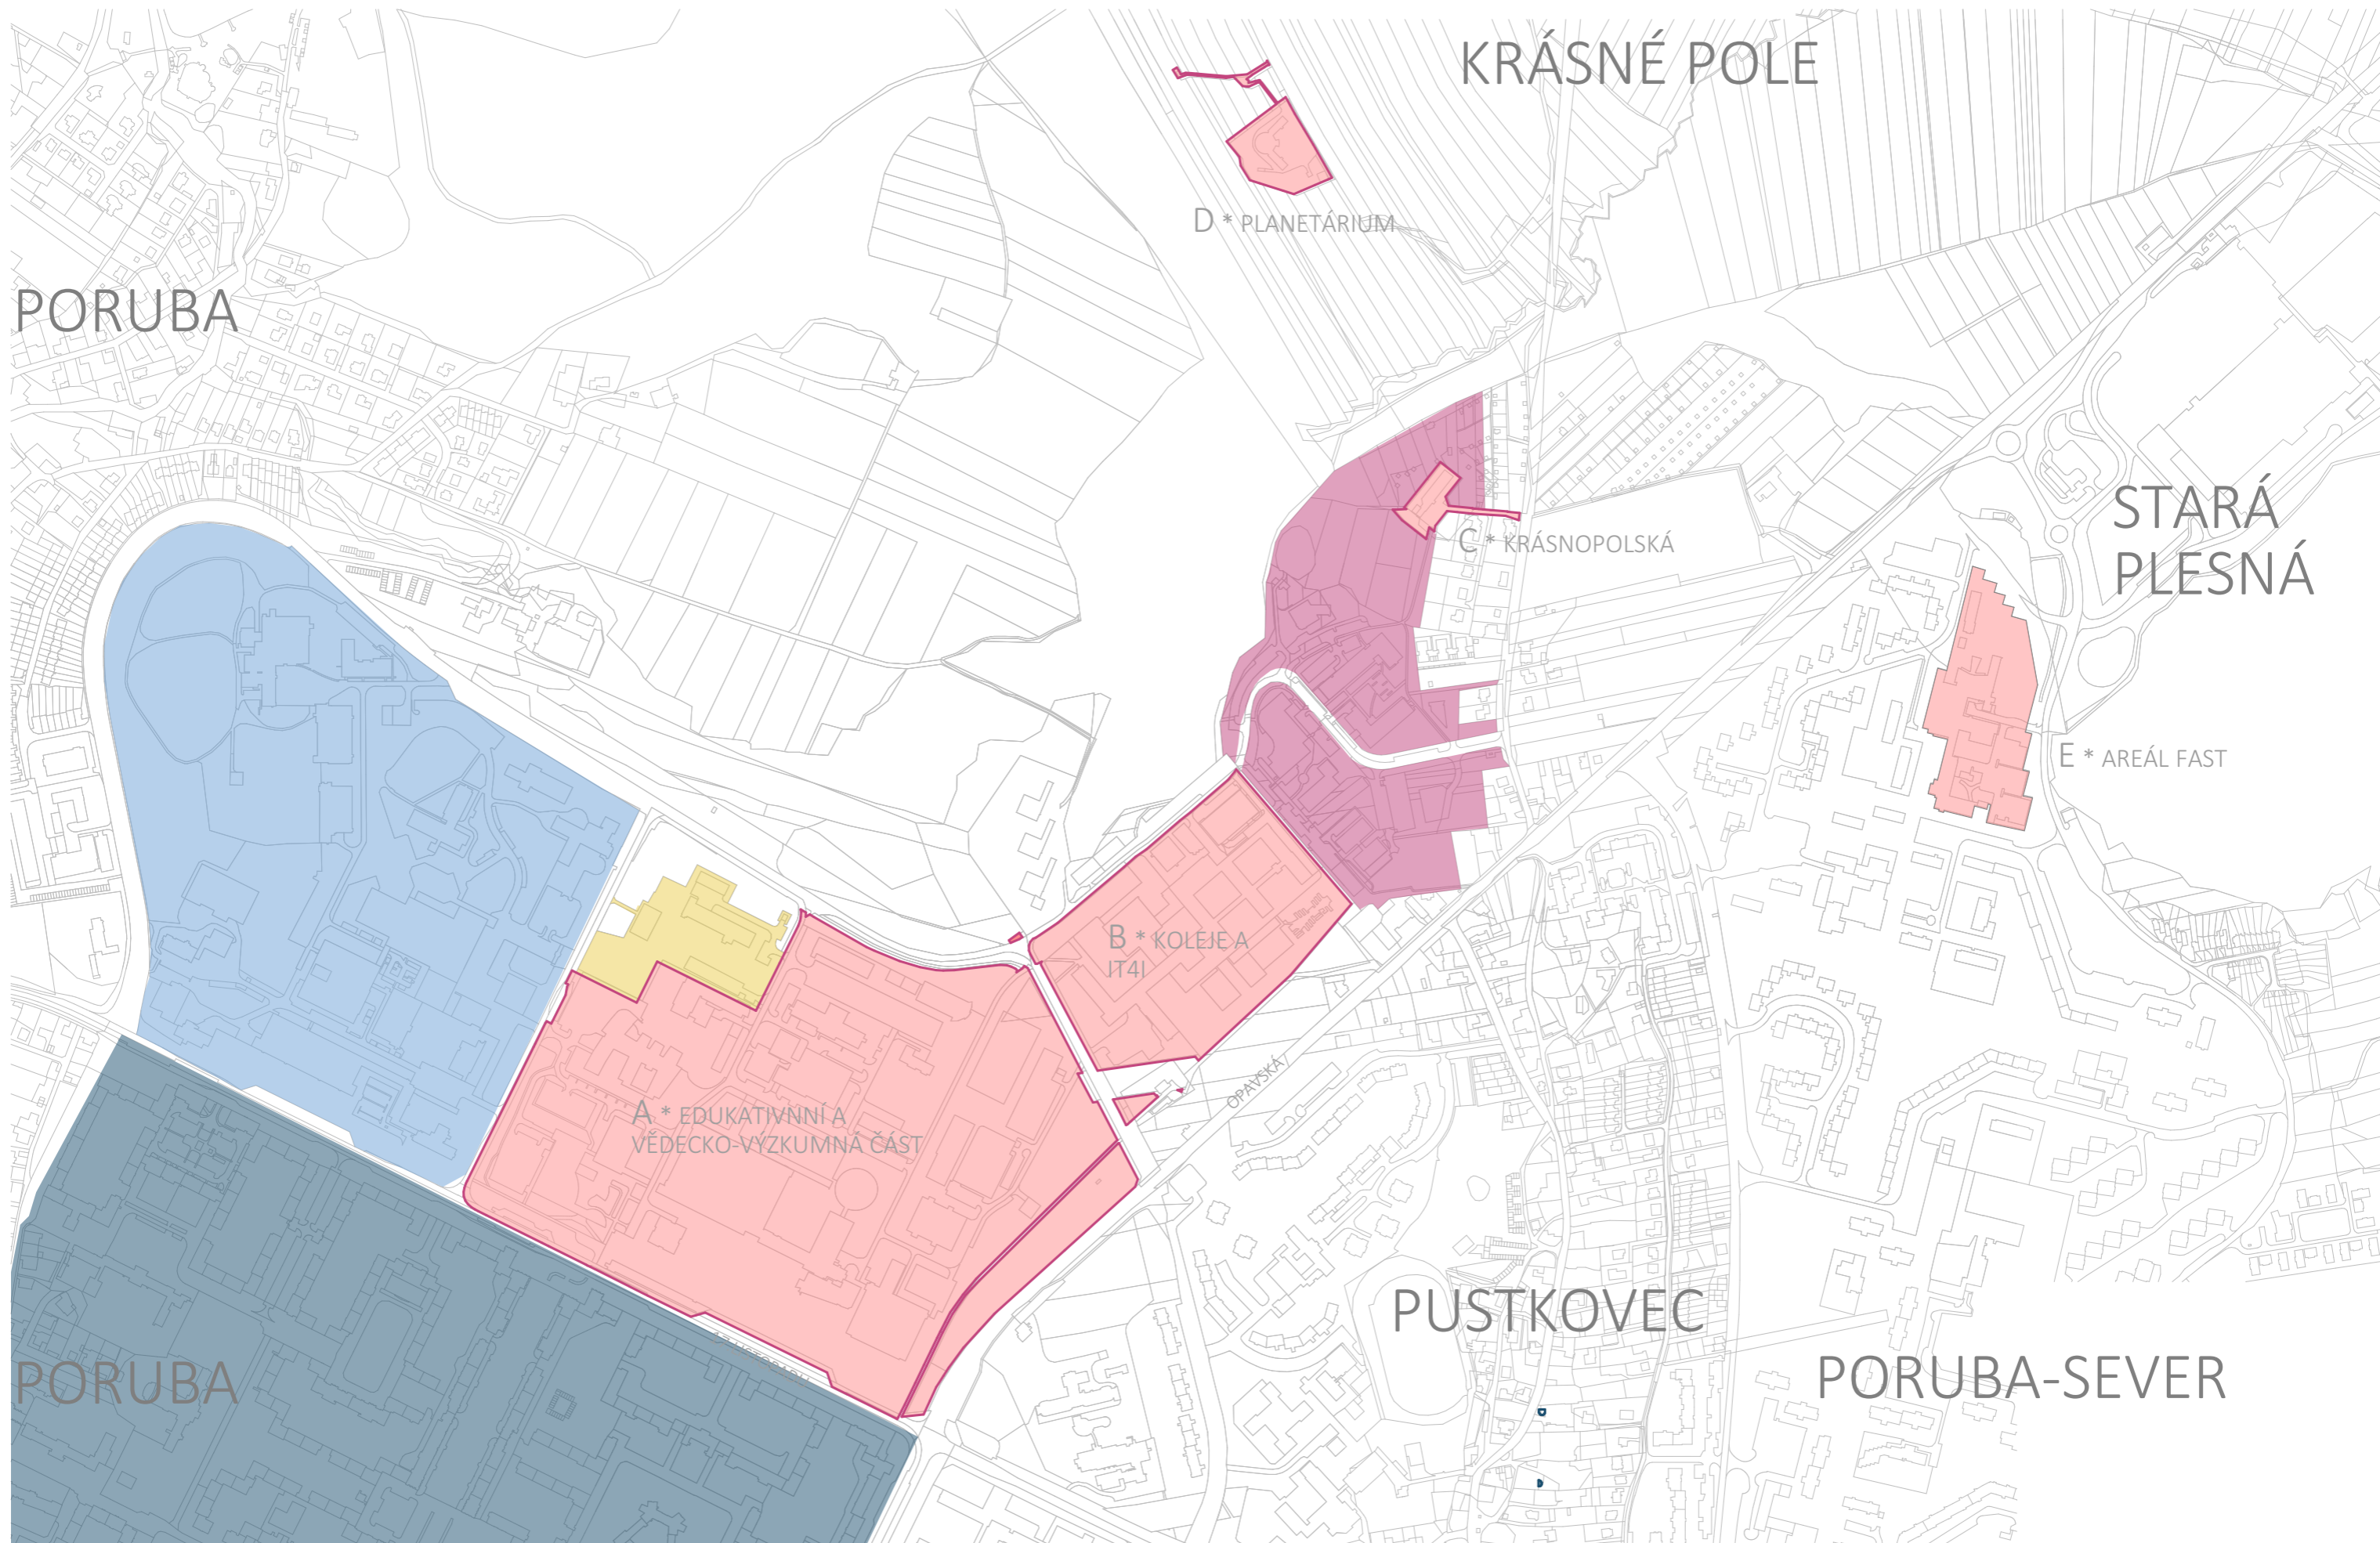 KRÁSNÉ POLE
D * PLANETÁRIUM
PORUBA
STARÁ
PLESNÁ
C * KRÁSNOPOLSKÁ
E * AREÁL FAST
B * KOLEJE A
IT4I
OPAVSKÁ
A * EDUKATIVNNÍ A
VĚDECKO-VÝZKUMNÁ ČÁST
PUSTKOVEC
PORUBA
PORUBA-SEVER